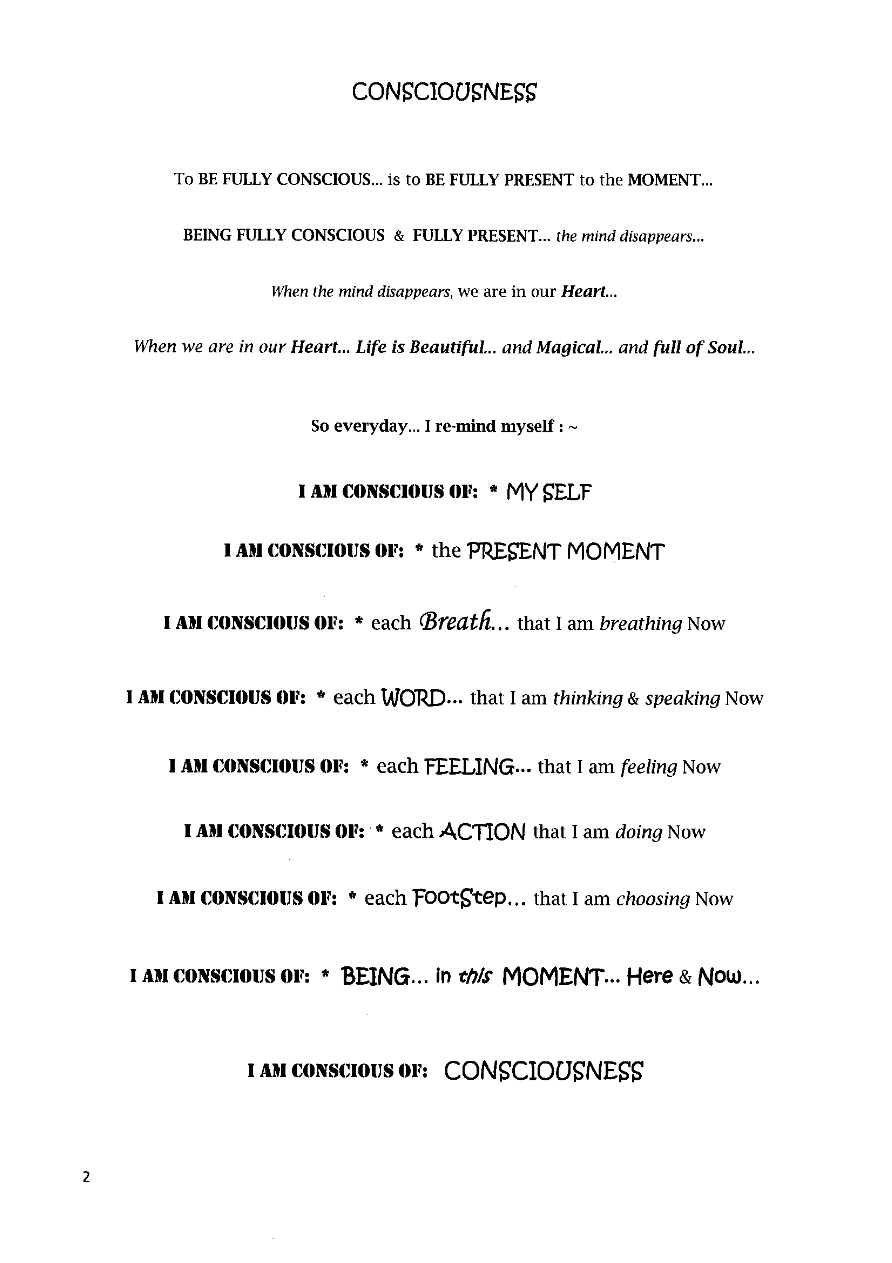 CONSCIOUSNESS
To BE FULLY CONSCIOUS... is to BE FULLY PRESENT to the MOMENT...
BEING FULLY CONSCIOUS & FULLY PRESENT... the mind disappears...
When the mind disappears, we are in our Heart...
When we are in our Heart... Life is Beautiful... and Magical... and full of Soul...
So everyday... I re-mind myself : ~
I AM CONSCIOUS OF: * MY SELF
I AM CONSCIOUS OF: * the PRESENT MOMENT
I AM CONSCIOUS OF: * each Breath... that I am breathing Now
I AM CONSCIOUS OF: * each WORD... that I am thinking & speaking Now
I AM CONSCIOUS OF: * each FEELING... that I am feeling Now
I AM CONSCIOUS OF: * each ACTION that I am doing Now
I AM CONSCIOUS OF: * each FootStep... that I am choosing Now
I AM CONSCIOUS OF: * BEING... in this MOMENT... Here & Now...
I AM CONSCIOUS OF: CONSCIOUSNESS
2